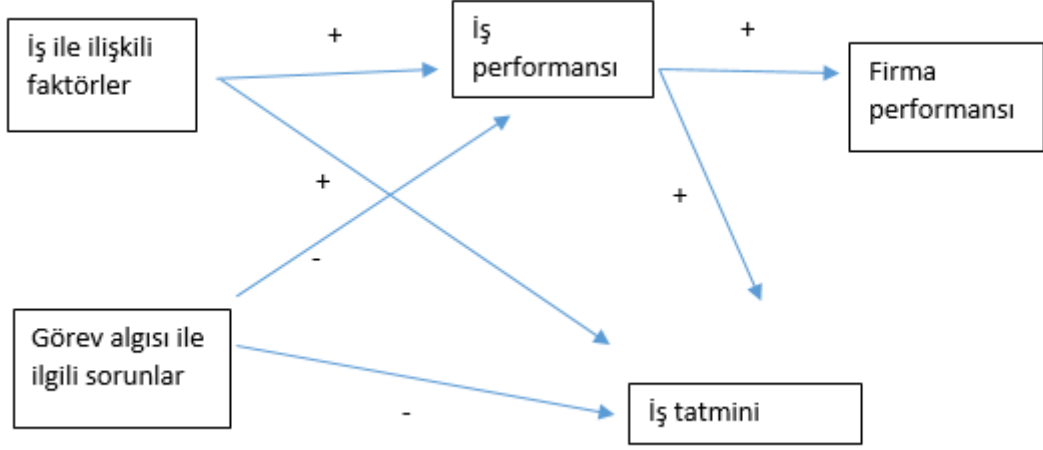 İş ile ilişkili
faktörler
+
İş
performansı
+
Firma
performansı
+
+
-
Görev algısı ile
ilgili sorunlar
-
İş tatmini